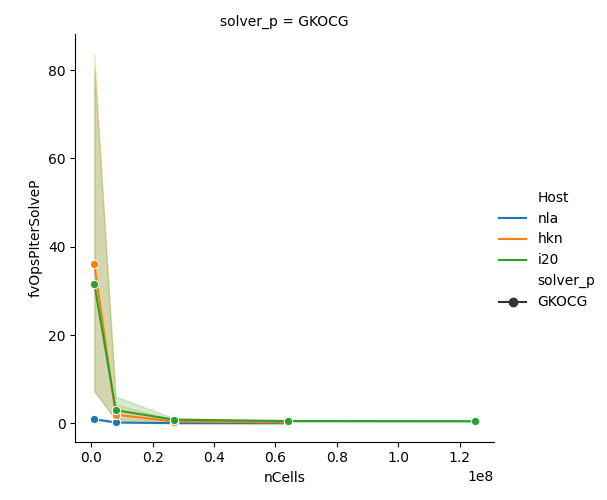 solver_p = GKOCG
fvOpsPIterSolveP
80
60
40
20
0
0.0
0.2
0.4
0.6
0.8
1.0
1.2
1e8
nCells
Host
nla
hkn
i20
solver_p
GKOCG